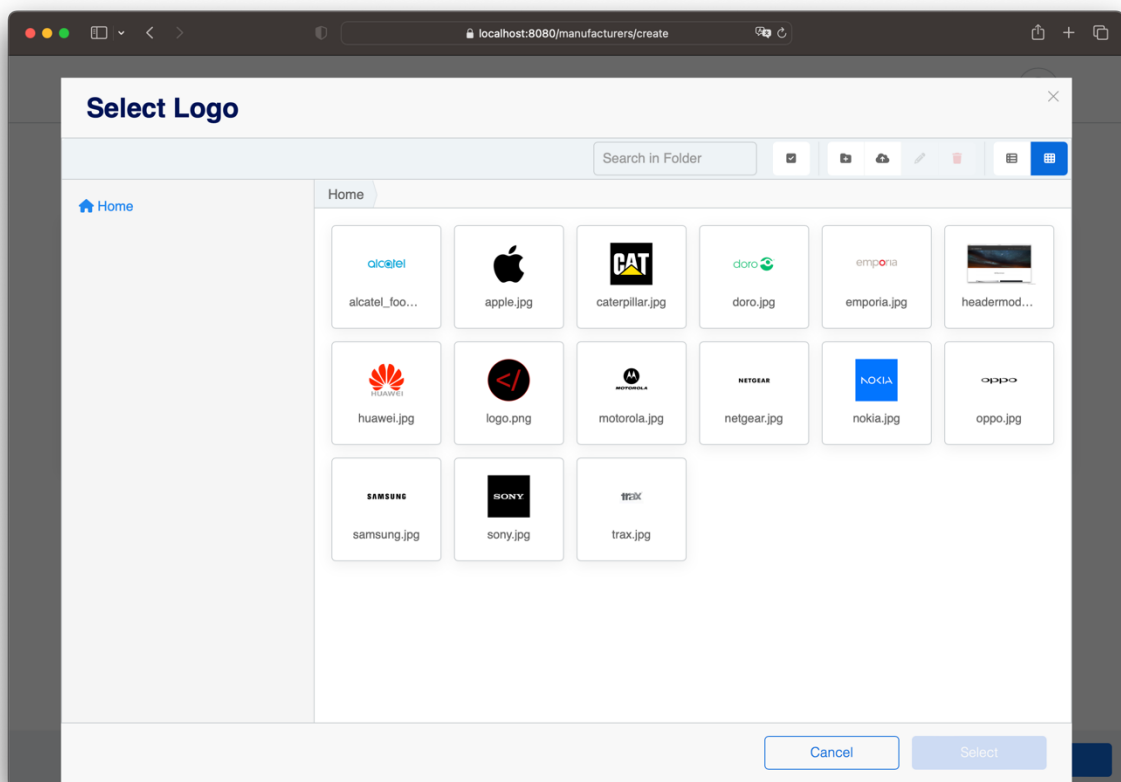 localhost:8080/manufacturers/create
Select Logo
Search in Folder
Home
Home
alcatel
CAT
doro
emporia
alcatel_foo...
apple.jpg
caterpillar.jpg
doro.jpg
emporia.jpg
headermod...
HUAWEI
</
MOTOROLA
NETGEAR
NOKIA
oppo
huawei.jpg
logo.png
motorola.jpg
netgear.jpg
nokia.jpg
oppo.jpg
SAMSUNG
SONY
trax
samsung.jpg
sony.jpg
trax.jpg
Cancel
Select